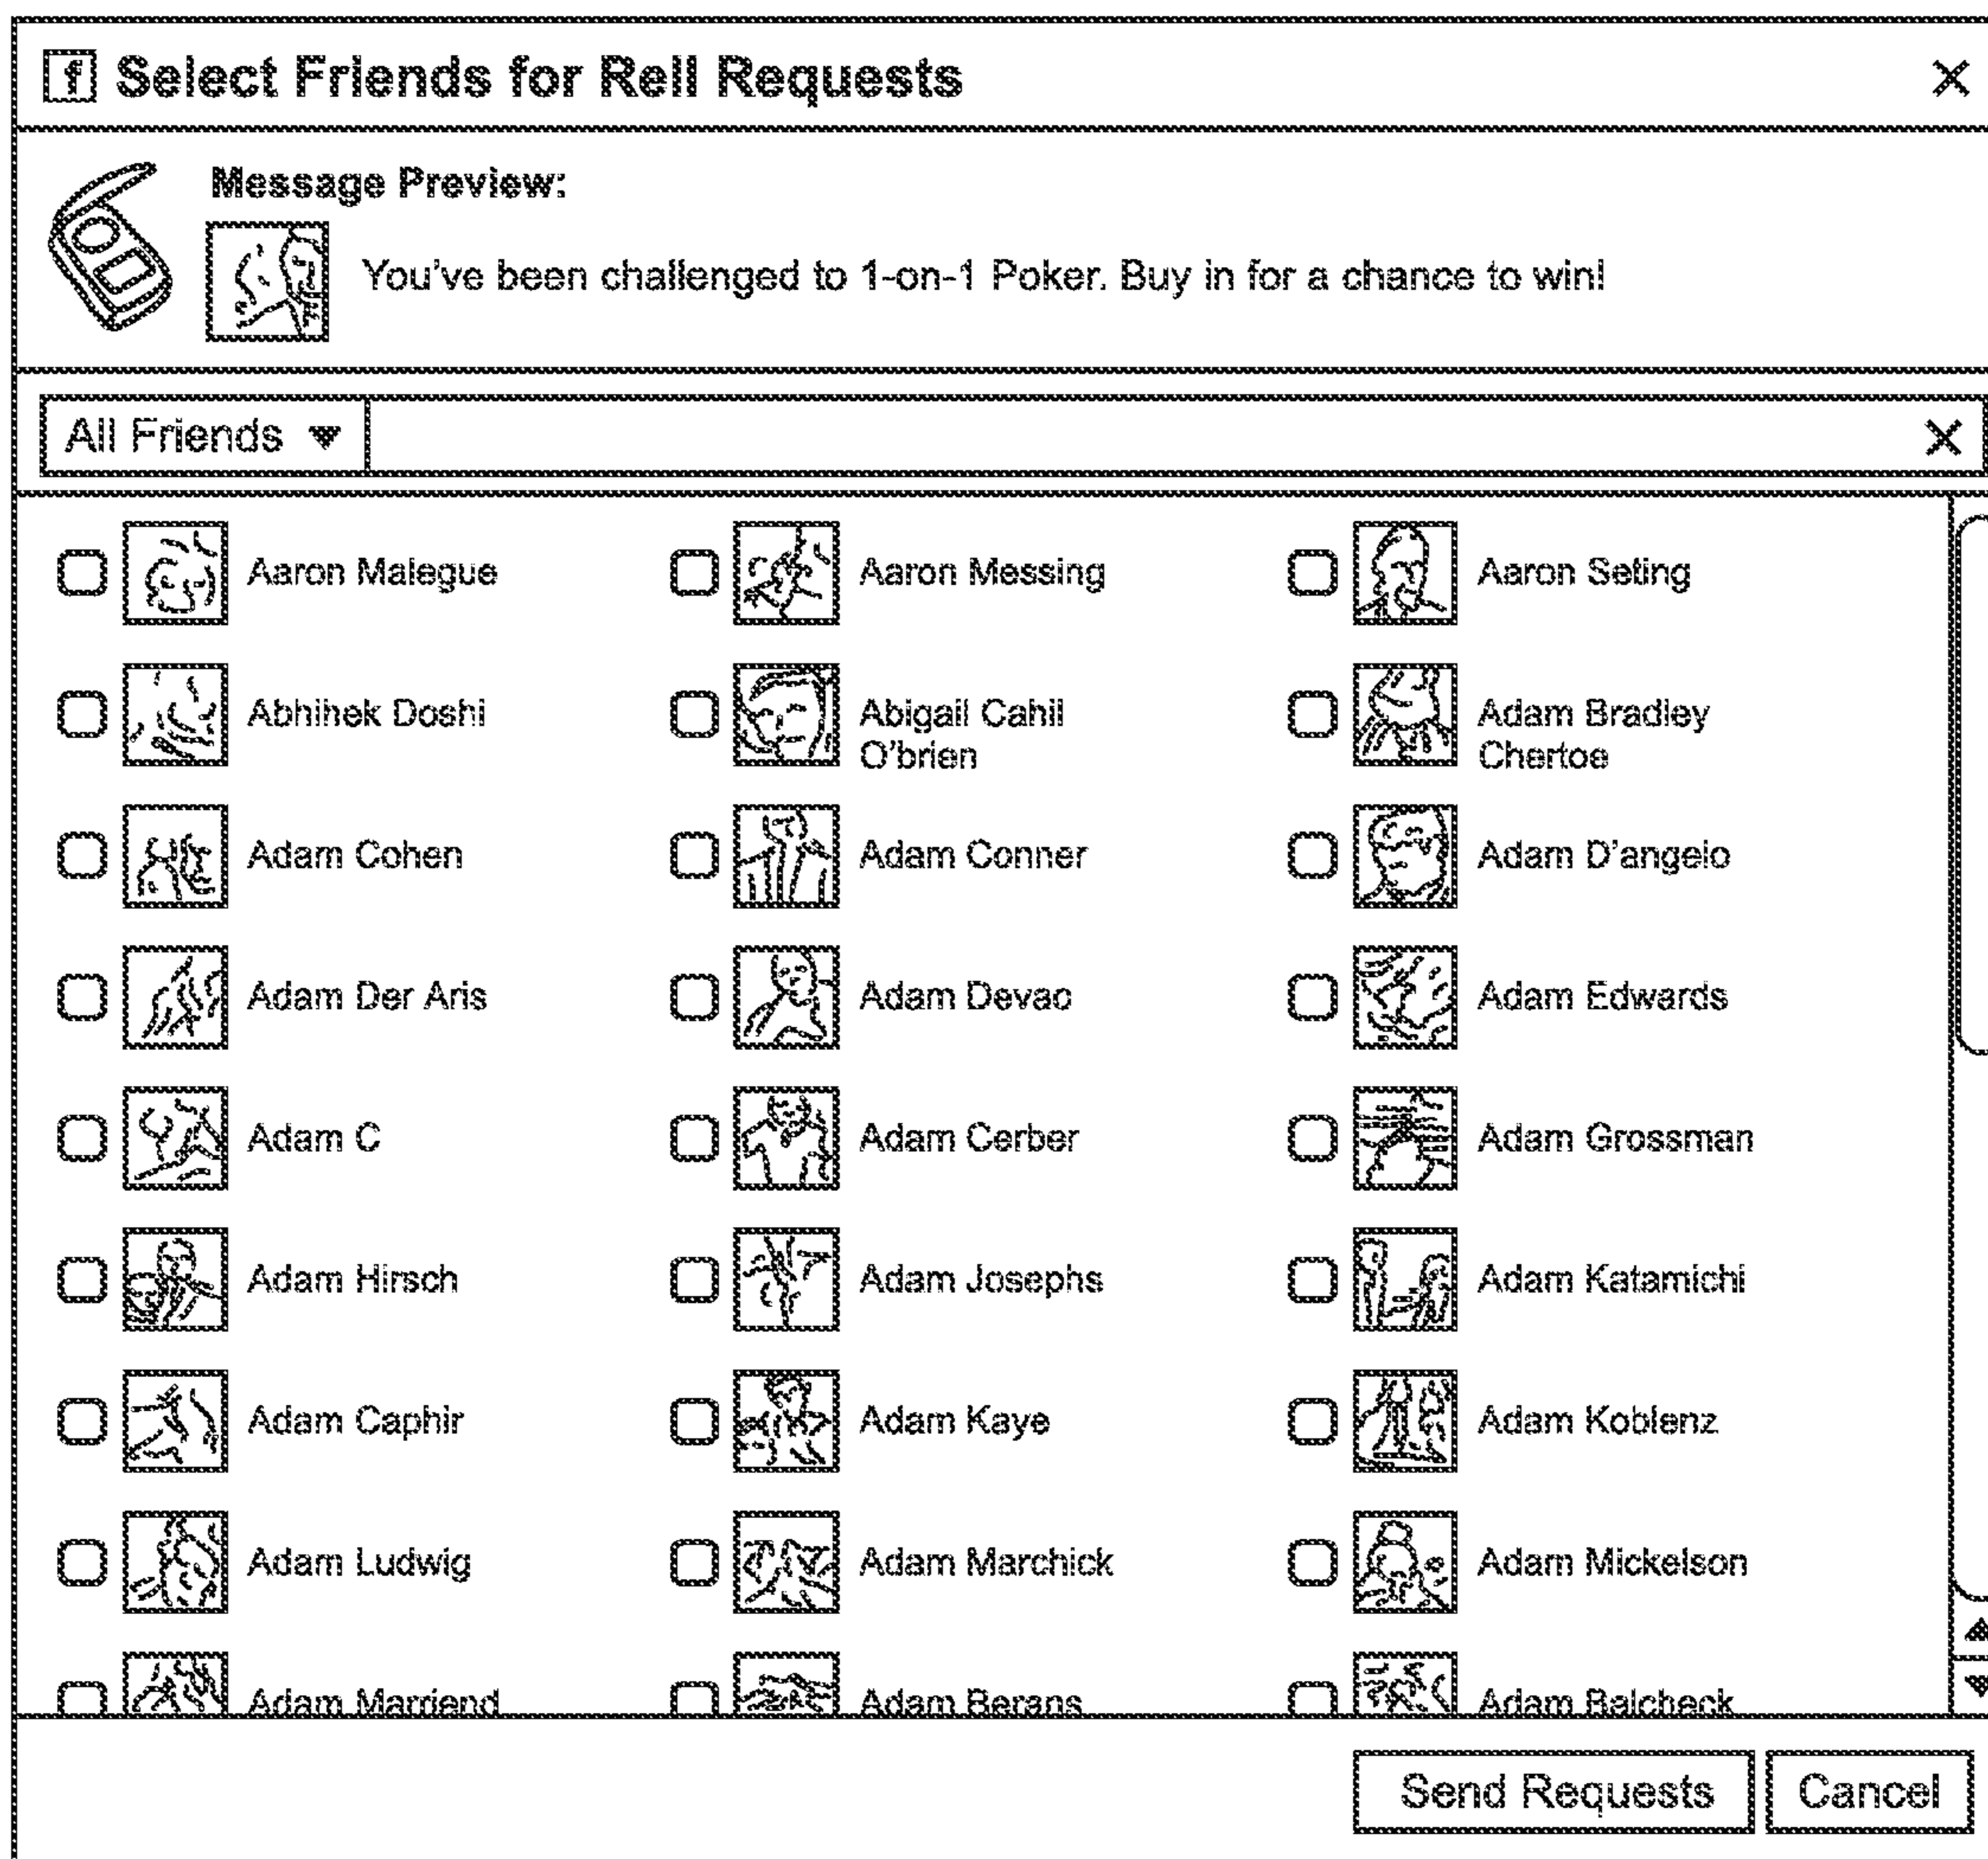 f Select Friends for Rell Requests
Message Preview:
You've been challenged to 1-on-1 Poker. Buy in for a chance to win!
All Friends
Aaron Malegue
Aaron Messing
Aaron Seting
Abhihek Doshi
Abigail Cahil
O'brien
Adam Bradley
Chertoe
Adam Cohen
Adam Conner
Adam D'angelo
Adam Der Aris
Adam Devao
Adam Edwards
Adam C
Adam Cerber
Adam Grossman
Adam Hirsch
Adam Josephs
Adam Katamichi
Adam Caphir
Adam Kaye
Adam Koblenz
Adam Ludwig
Adam Marchick
Adam Mickelson
Adam Marriend
Adam Berans
Adam Balcheck
Send Requests
Cancel